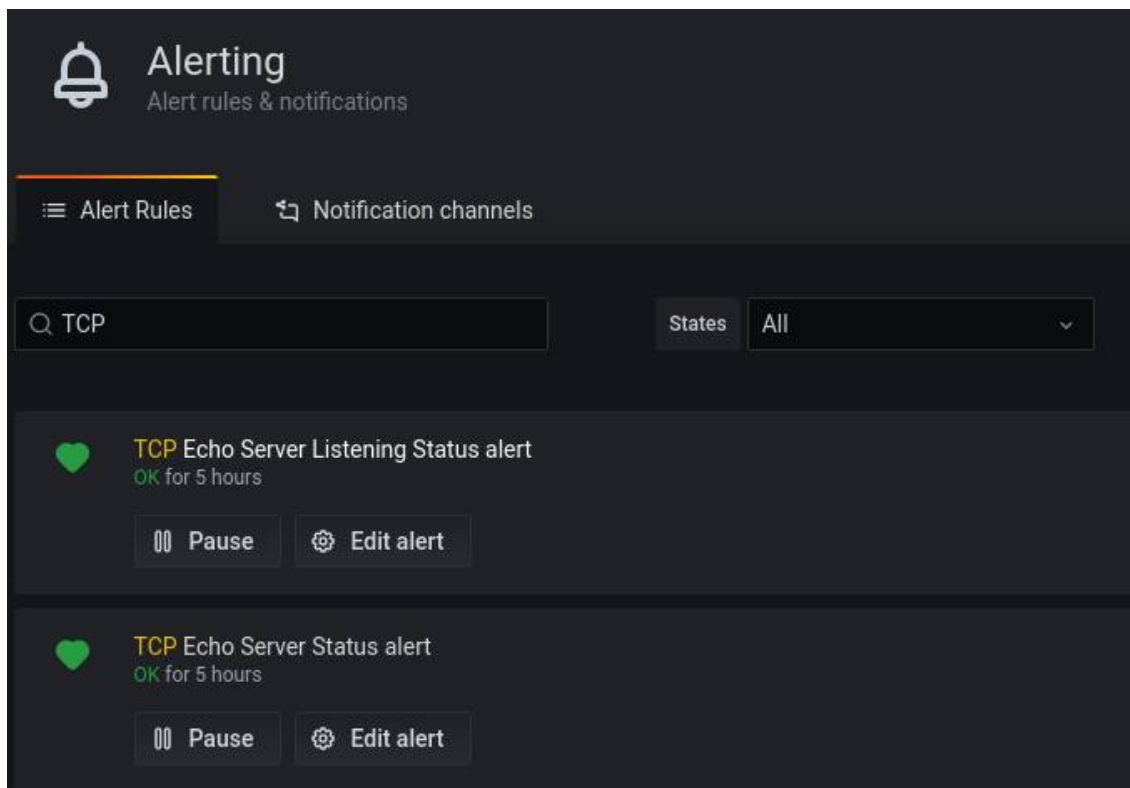 Alerting
Alert rules & notifications
Alert Rules
Notification channels
TCP
States
All
TCP Echo Server Listening Status alert
OK for 5 hours
Pause
Edit alert
TCP Echo Server Status alert
OK for 5 hours
Pause
Edit alert